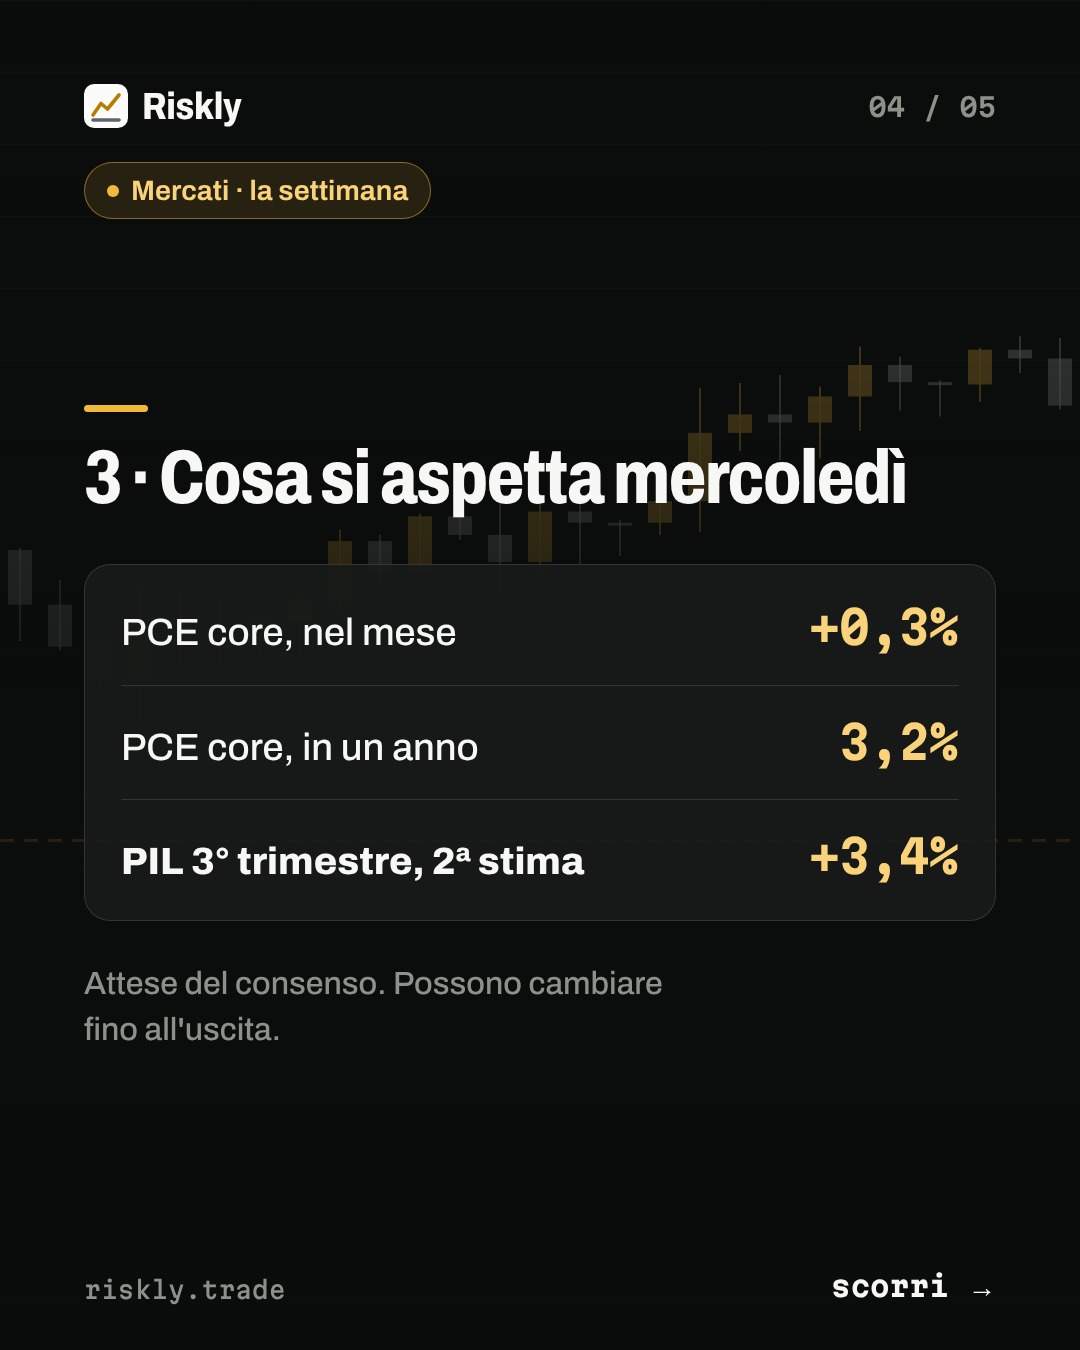 Riskly
04 / 05
Mercati · la settimana
3 · Cosa si aspetta mercoledì
PCE core, nel mese +0,3%
PCE core, in un anno 3,2%
PIL 3° trimestre, 2ª stima +3,4%
Attese del consenso. Possono cambiare
fino all'uscita.
riskly.trade
scorri →